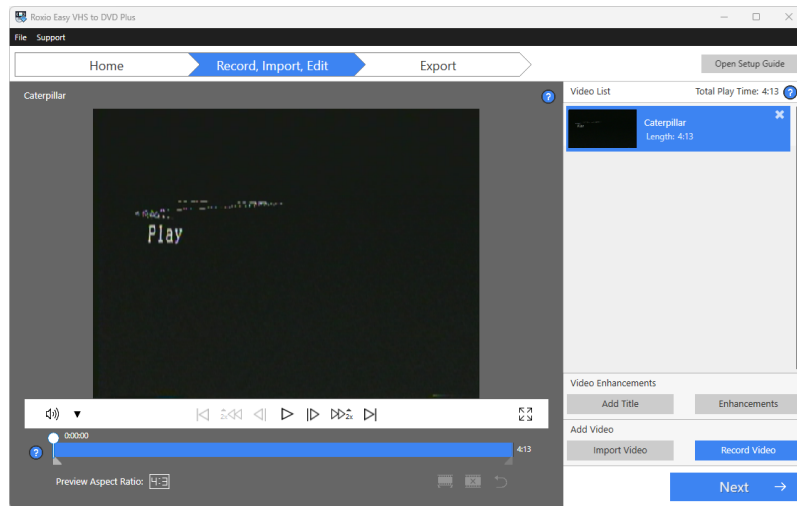 Roxio Easy VHS to DVD Plus
File Support
Home Record, Import, Edit Export Open Setup Guide
Caterpillar ?
Video List Total Play Time: 4:13 ?
Caterpillar
Length: 4:13
Play
Video Enhancements
Add Title Enhancements
Add Video
Import Video Record Video
2x 2x
0:00:00
? 4:13
Preview Aspect Ratio: 4:3
Next